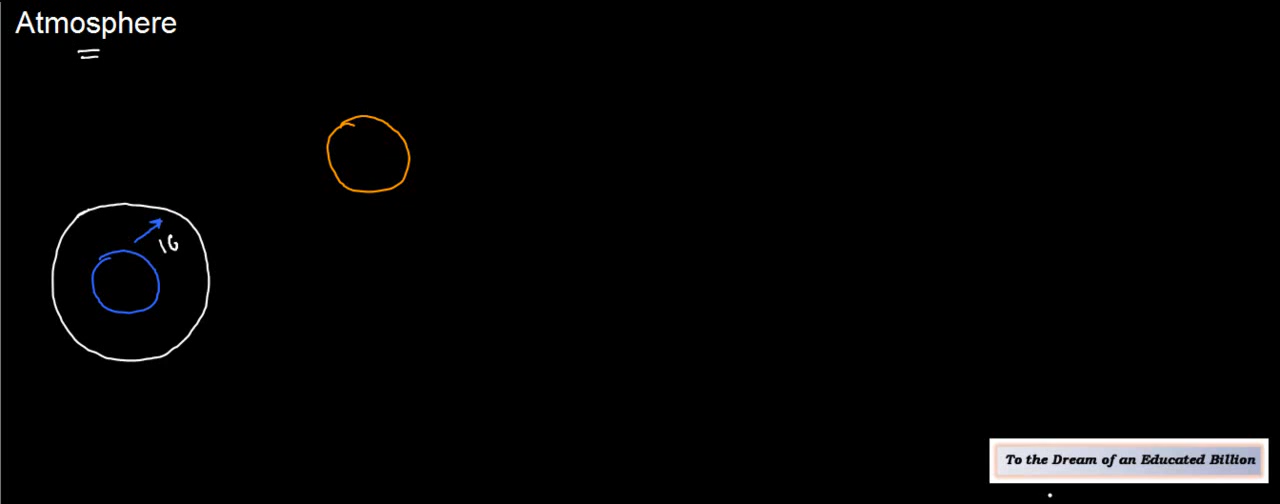 Atmosphere
16
To the Dream of an Educated Billion